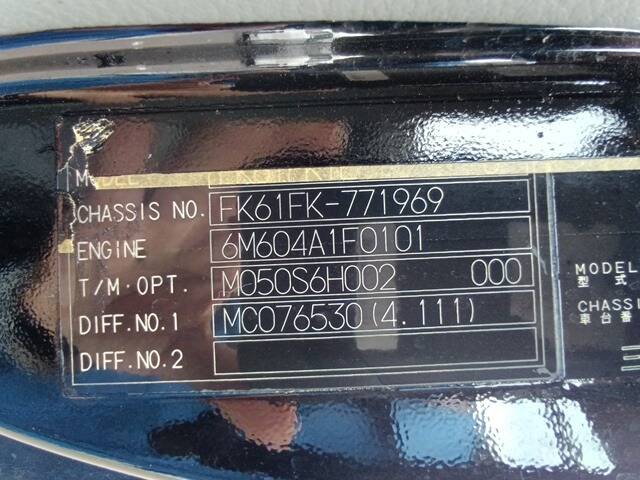 MODEL
CHASSIS NO. FK61FK-771969
ENGINE 6M604A1F0101
T/M·OPT. M050S6H002 000
DIFF.NO.1 MC076530(4.111)
DIFF.NO.2
MODEL
型式
CHASSI
車台番